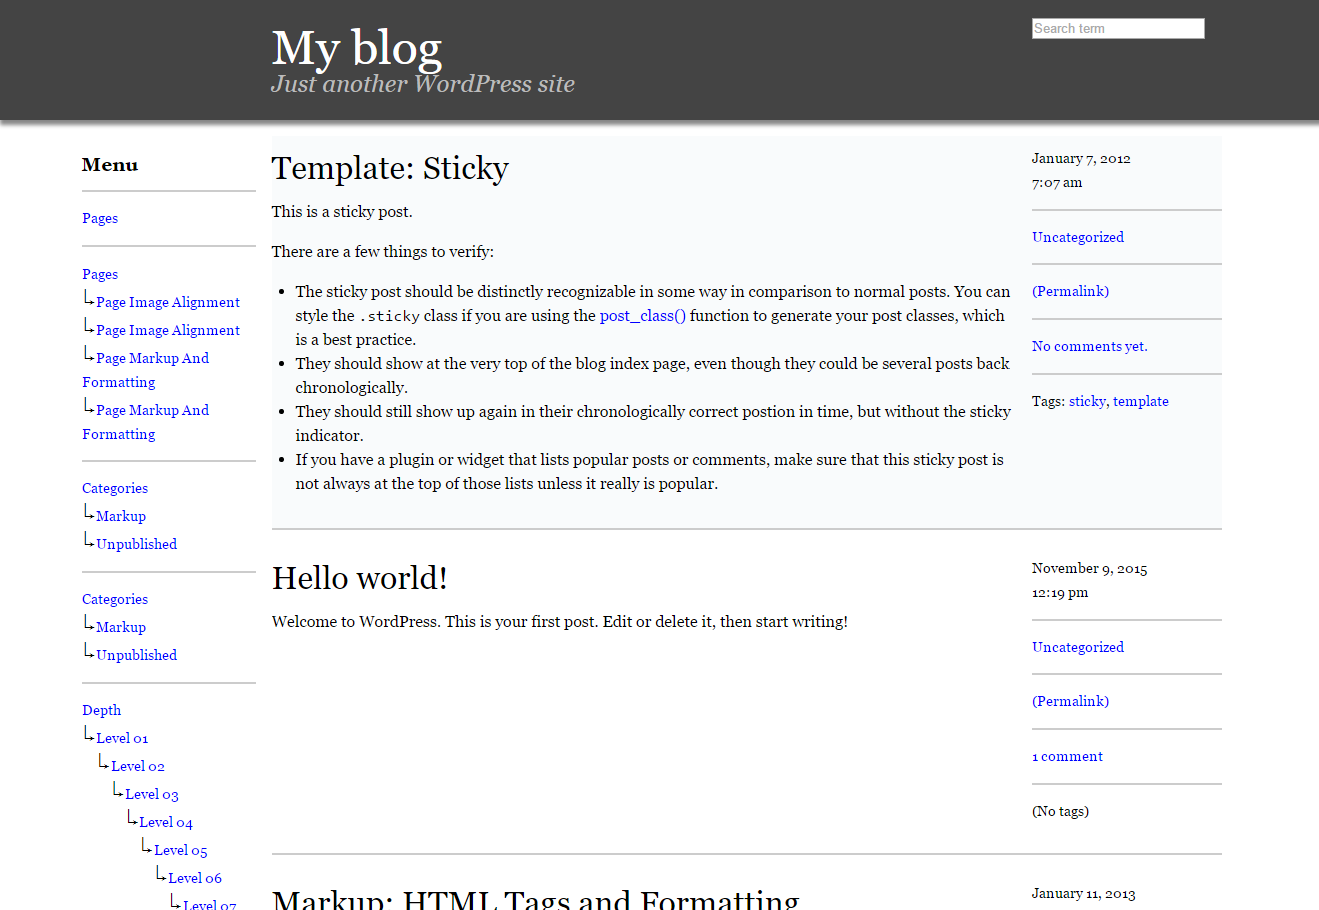 My blog
Just another WordPress site
Search term
Menu
Pages
Pages
Page Image Alignment
Page Image Alignment
Page Markup And
Formatting
Page Markup And
Formatting
Categories
Markup
Unpublished
Categories
Markup
Unpublished
Depth
Level 01
Level 02
Level 03
Level 04
Level 05
Level 06
Level 07
Template: Sticky
This is a sticky post.
There are a few things to verify:
• The sticky post should be distinctly recognizable in some way in comparison to normal posts. You can
style the .sticky class if you are using the post_class() function to generate your post classes, which
is a best practice.
• They should show at the very top of the blog index page, even though they could be several posts back
chronologically.
• They should still show up again in their chronologically correct postion in time, but without the sticky
indicator.
• If you have a plugin or widget that lists popular posts or comments, make sure that this sticky post is
not always at the top of those lists unless it really is popular.
January 7, 2012
7:07 am
Uncategorized
(Permalink)
No comments yet.
Tags: sticky, template
Hello world!
Welcome to WordPress. This is your first post. Edit or delete it, then start writing!
November 9, 2015
12:19 pm
Uncategorized
(Permalink)
1 comment
(No tags)
Markup: HTML Tags and Formatting
January 11, 2013